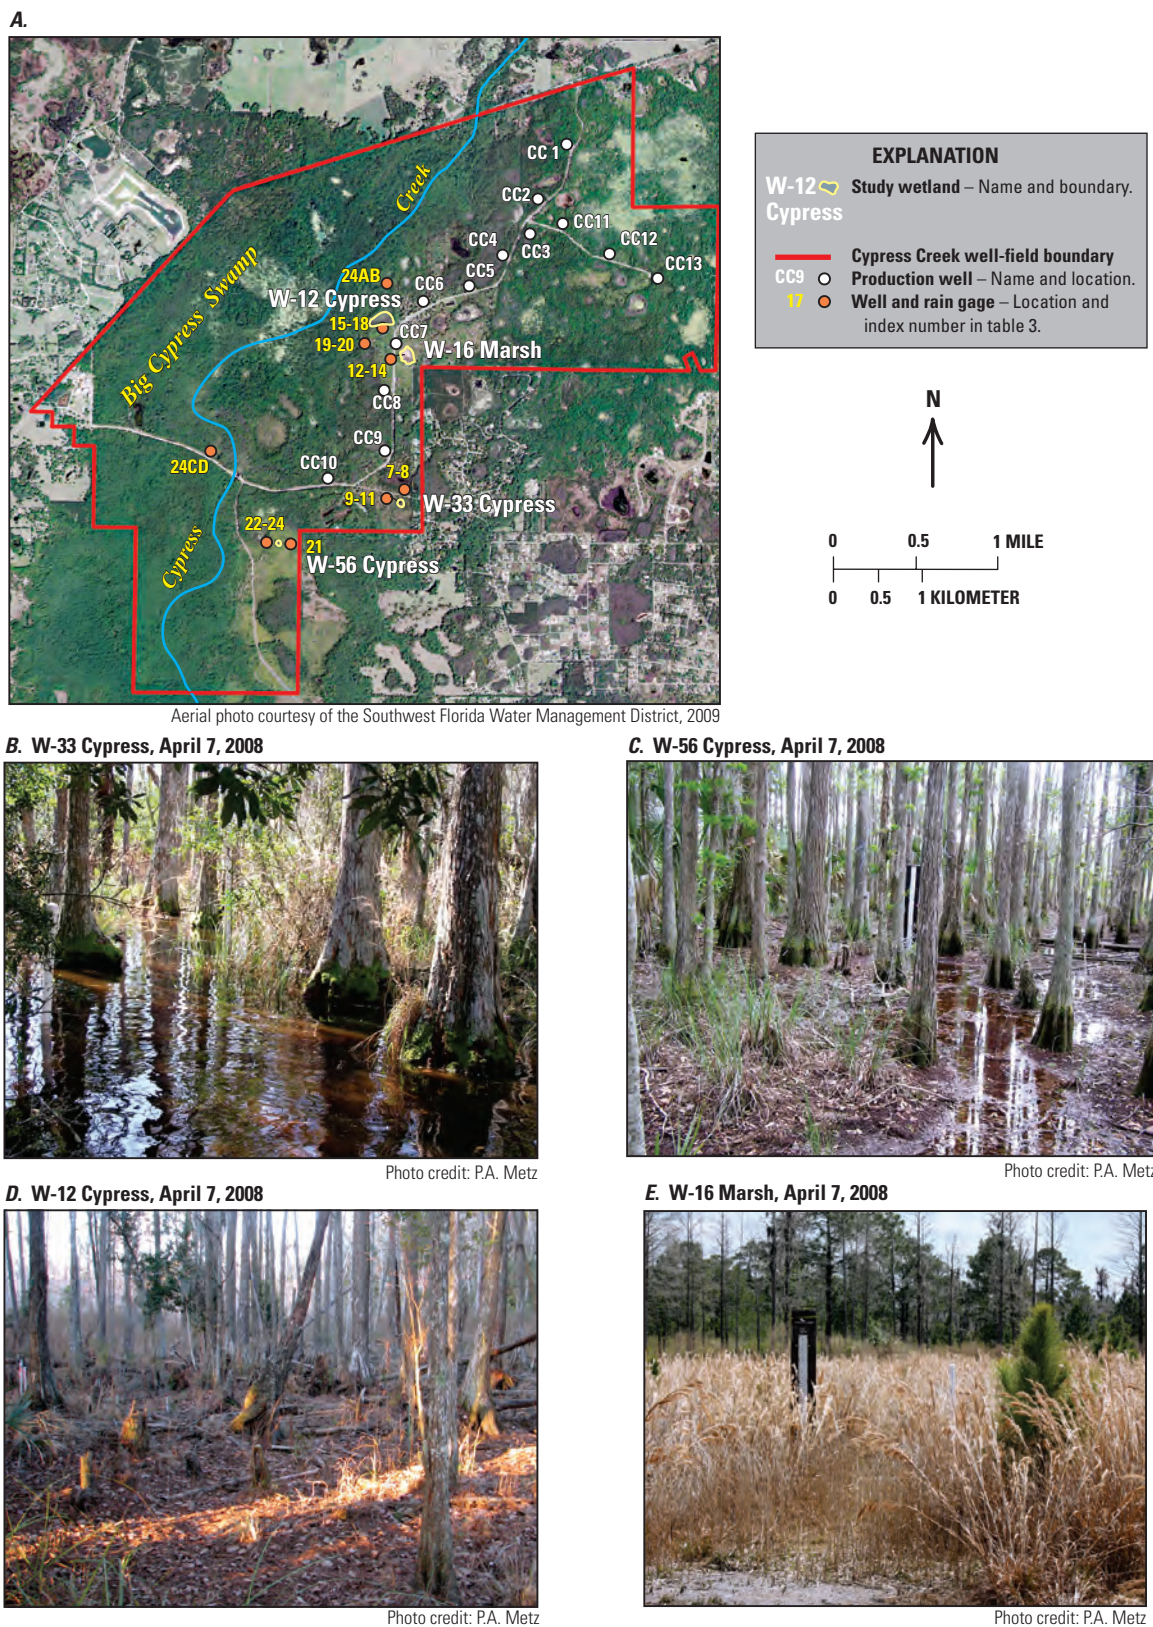 A.
CC 1
CC2
CC11
CC3
CC12
CC4
CC13
CC5
CC6
Creek
24AB
W-12 Cypress
15-18
CC7
19-20
W-16 Marsh
12-14
Big Cypress Swamp
CC8
CC9
CC10
24CD
7-8
9-11
W-33 Cypress
22-24
21
W-56 Cypress
Cypress
Aerial photo courtesy of the Southwest Florida Water Management District, 2009
EXPLANATION
W-12 Study wetland – Name and boundary.
Cypress
Cypress Creek well-field boundary
CC9 Production well – Name and location.
17 Well and rain gage – Location and
index number in table 3.
N
0 0.5 1 MILE
0 0.5 1 KILOMETER
B. W-33 Cypress, April 7, 2008
Photo credit: P.A. Metz
C. W-56 Cypress, April 7, 2008
Photo credit: P.A. Metz
D. W-12 Cypress, April 7, 2008
Photo credit: P.A. Metz
E. W-16 Marsh, April 7, 2008
Photo credit: P.A. Metz